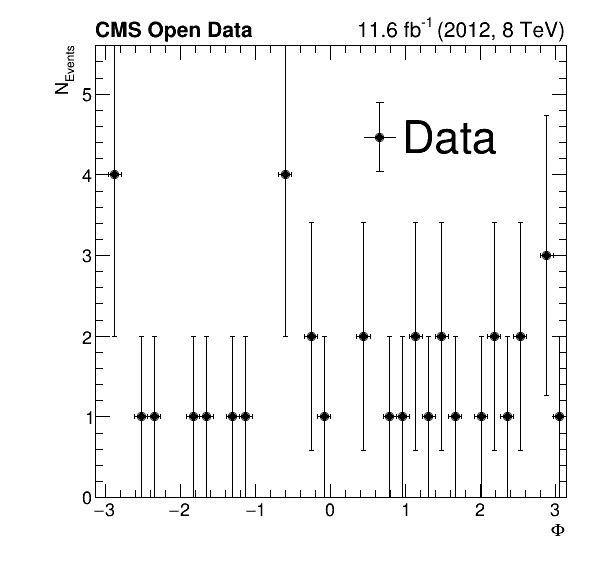 CMS Open Data 11.6 fb-1 (2012, 8 TeV)
NEvents
Data
5
4
3
2
1
0
−3 −2 −1 0 1 2 3
Φ